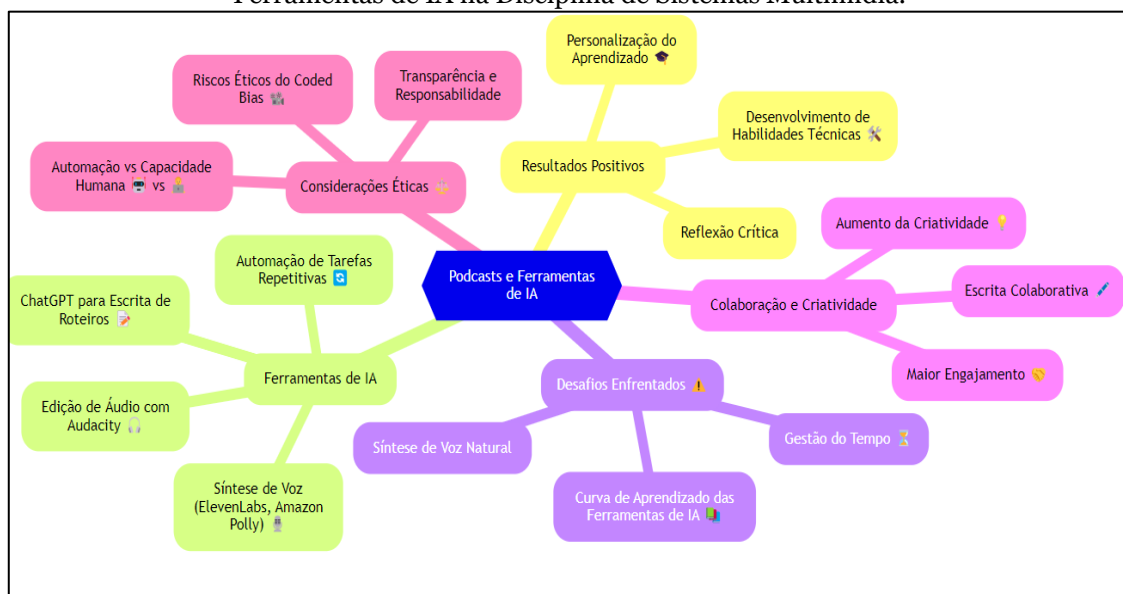 Ferramentas de IA na Disciplina de Sistemas Multimídia.
Personalização do
Aprendizado 🎓
Riscos Éticos do Coded
Bias 📽
Transparência e
Responsabilidade
Desenvolvimento de
Habilidades Técnicas 🛠
Resultados Positivos
Automação vs Capacidade
Humana 🤖 vs
Considerações Éticas ⚖
Reflexão Crítica
Aumento da Criatividade 💡
Automação de Tarefas
Repetitivas 🔄
Podcasts e Ferramentas
de IA
ChatGPT para Escrita de
Roteiros 📝
Colaboração e Criatividade
Escrita Colaborativa 🖊
Ferramentas de IA
Desafios Enfrentados ⚠
Maior Engajamento 🤝
Edição de Áudio com
Audacity 🎧
Síntese de Voz Natural
Gestão do Tempo ⏳
Síntese de Voz
(ElevenLabs, Amazon
Polly) 🎙
Curva de Aprendizado das
Ferramentas de IA 📚